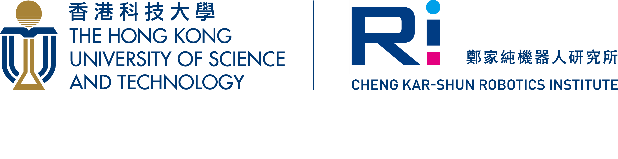 香港科技大學
THE HONG KONG
UNIVERSITY OF SCIENCE
AND TECHNOLOGY
Ri
鄭家純機器人研究所
CHENG KAR-SHUN ROBOTICS INSTITUTE